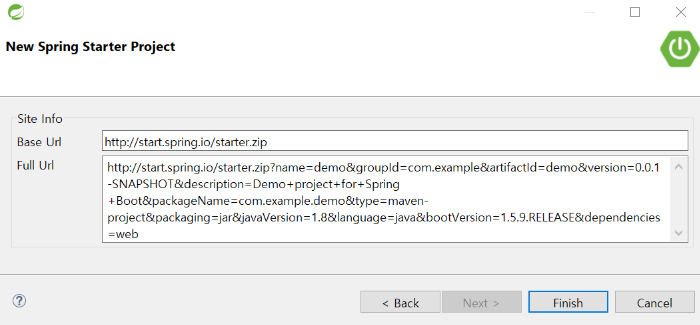 New Spring Starter Project
Site Info
Base Url
http://start.spring.io/starter.zip
Full Url
http://start.spring.io/starter.zip?name=demo&groupId=com.example&artifactId=demo&version=0.0.1
-SNAPSHOT&description=Demo+project+for+Spring
+Boot&packageName=com.example.demo&type=maven-
project&packaging=jar&javaVersion=1.8&language=java&bootVersion=1.5.9.RELEASE&dependencies
=web
?
< Back
Next >
Finish
Cancel